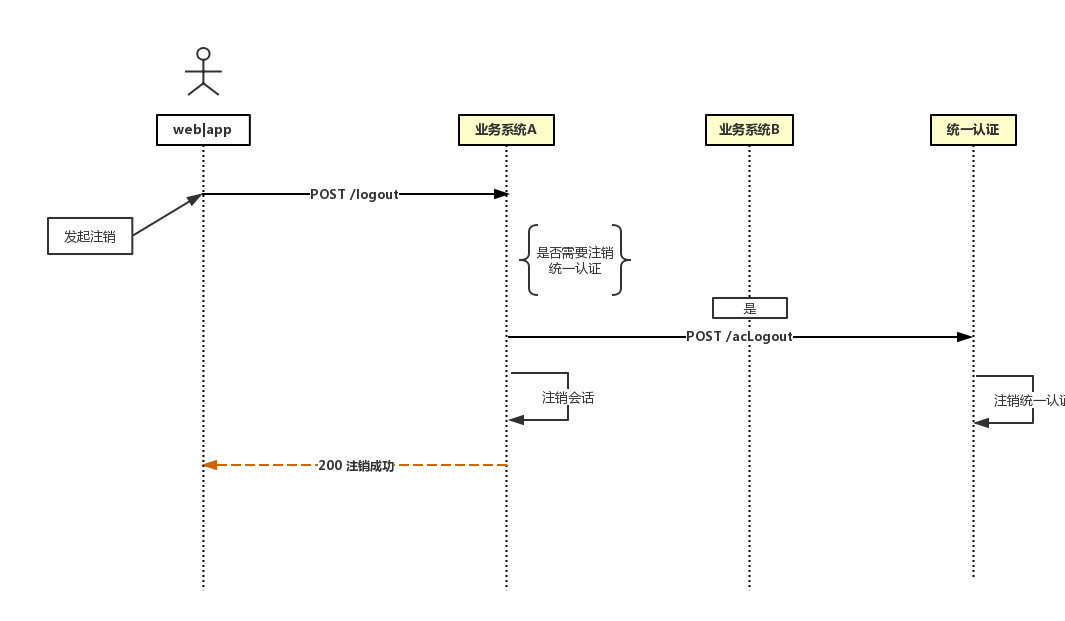 web|app
业务系统A
业务系统B
统一认证
POST /logout
发起注销
是否需要注销
统一认证
是
POST /acLogout
注销会话
注销统一认证
200 注销成功